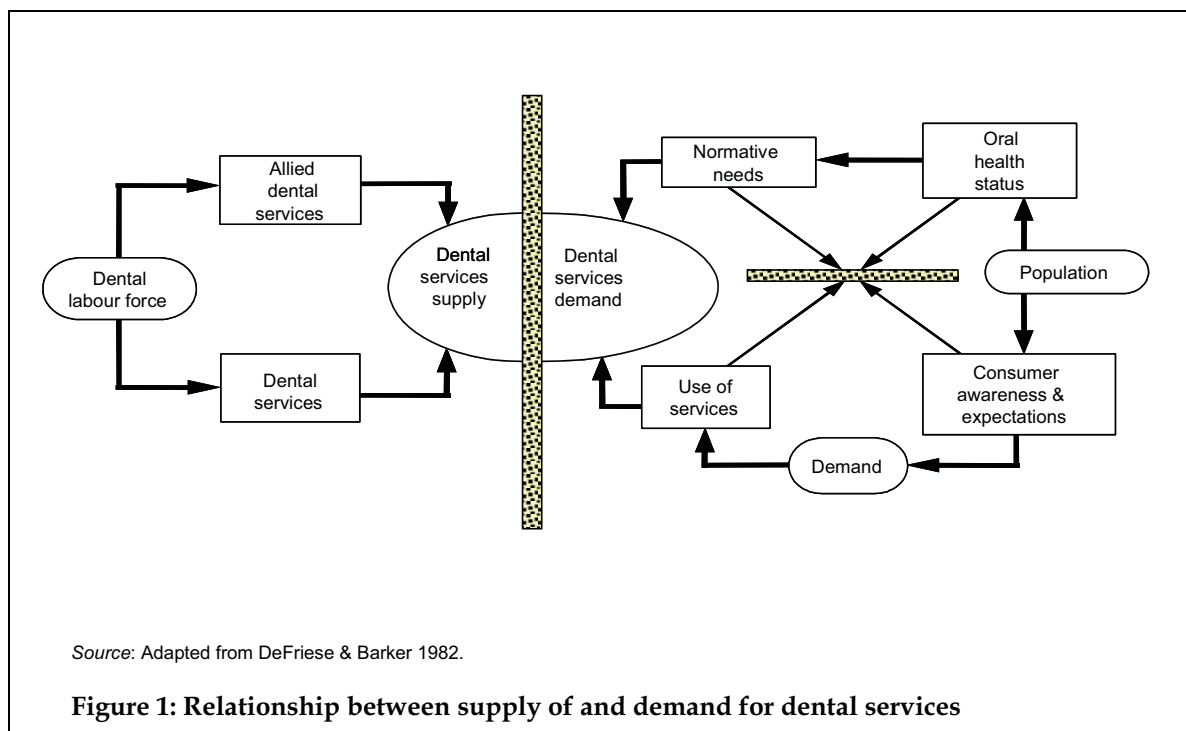 Allied
dental
services
Dental
labour force
Dental
services
Dental
services
supply
Dental
services
demand
Normative
needs
Oral
health
status
Population
Use of
services
Consumer
awareness &
expectations
Demand
Source: Adapted from DeFriese & Barker 1982.
Figure 1: Relationship between supply of and demand for dental services